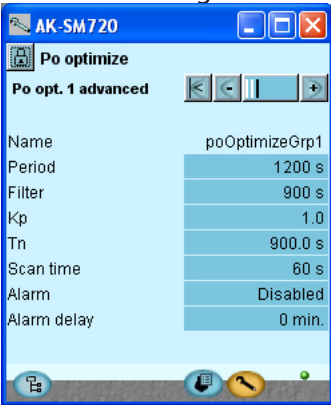 AK-SM720
Po optimize
Po opt. 1 advanced
Name poOptimizeGrp1
Period 1200 s
Filter 900 s
Kp 1.0
Tn 900.0 s
Scan time 60 s
Alarm Disabled
Alarm delay 0 min.